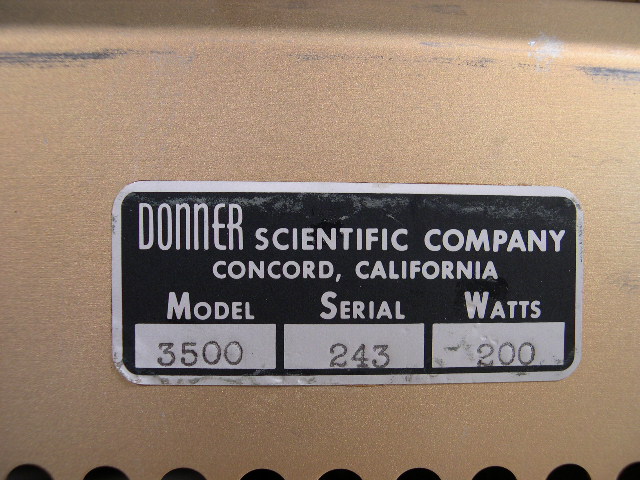 DONNER SCIENTIFIC COMPANY
CONCORD, CALIFORNIA
MODEL SERIAL WATTS
3500 243 200